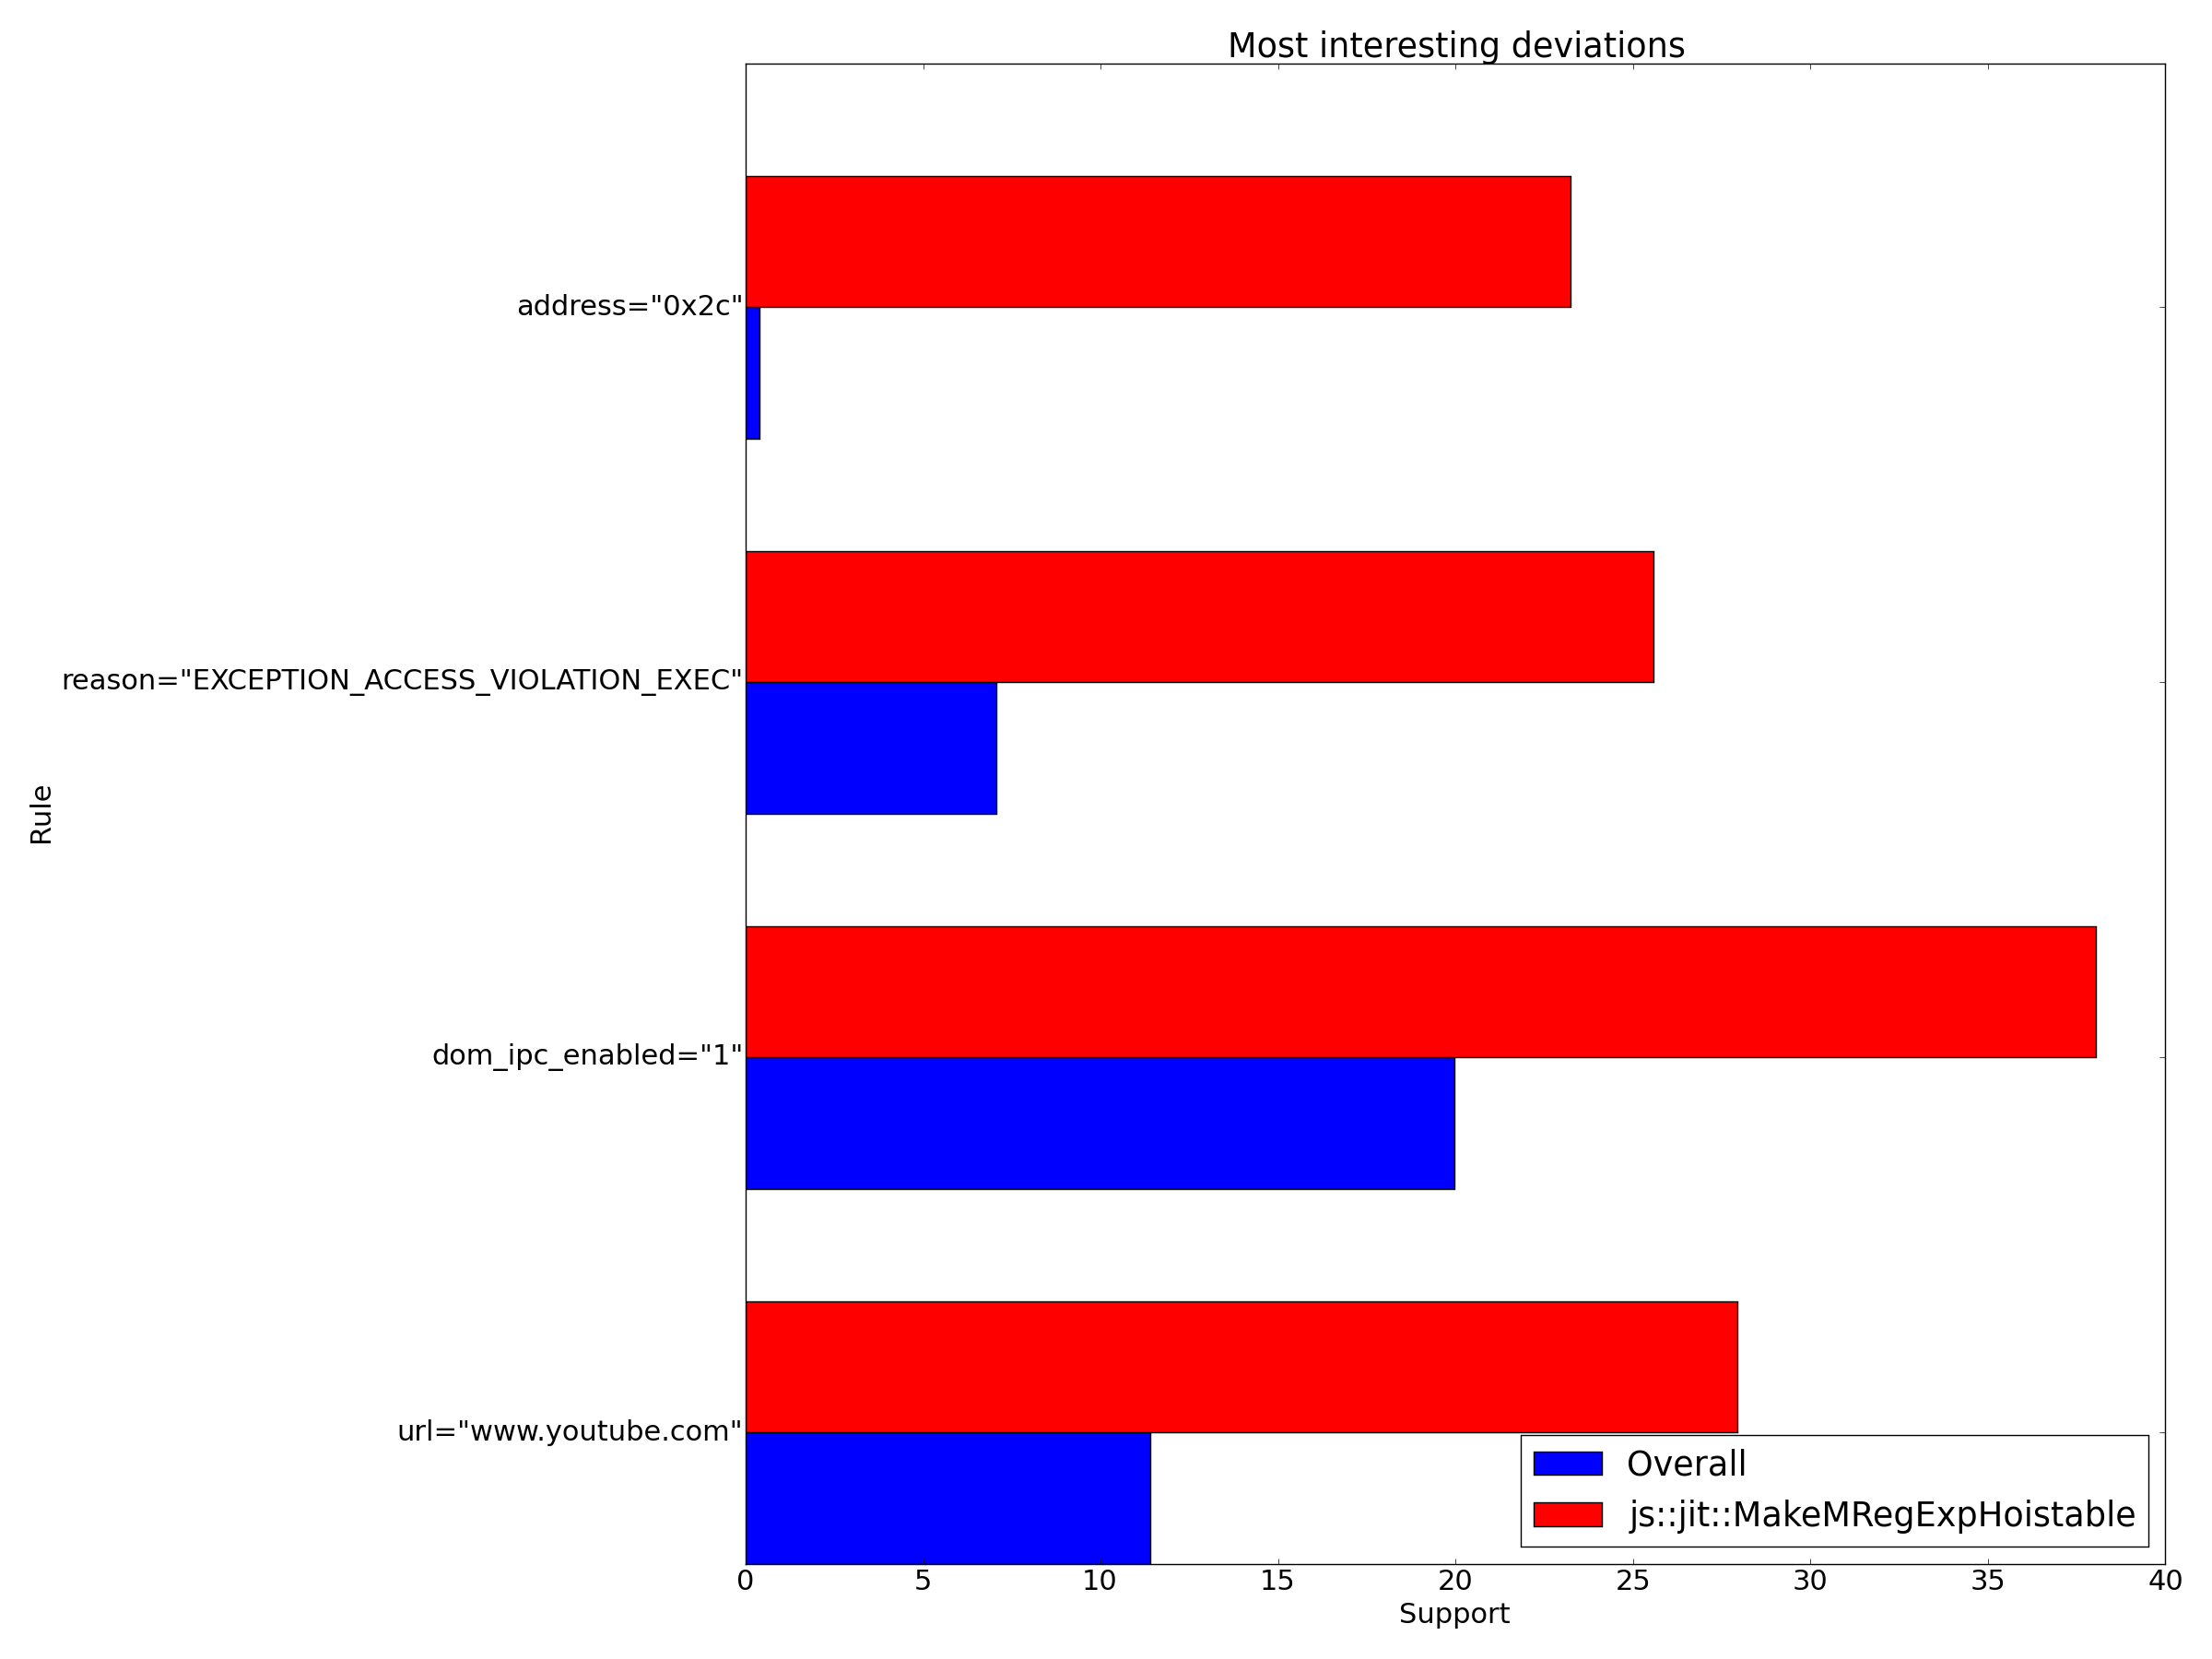 Most interesting deviations
address="0x2c"
reason="EXCEPTION_ACCESS_VIOLATION_EXEC"
Rule
dom_ipc_enabled="1"
url="www.youtube.com"
Overall
js::jit::MakeMRegExpHoistable
0 5 10 15 20 25 30 35 40
Support